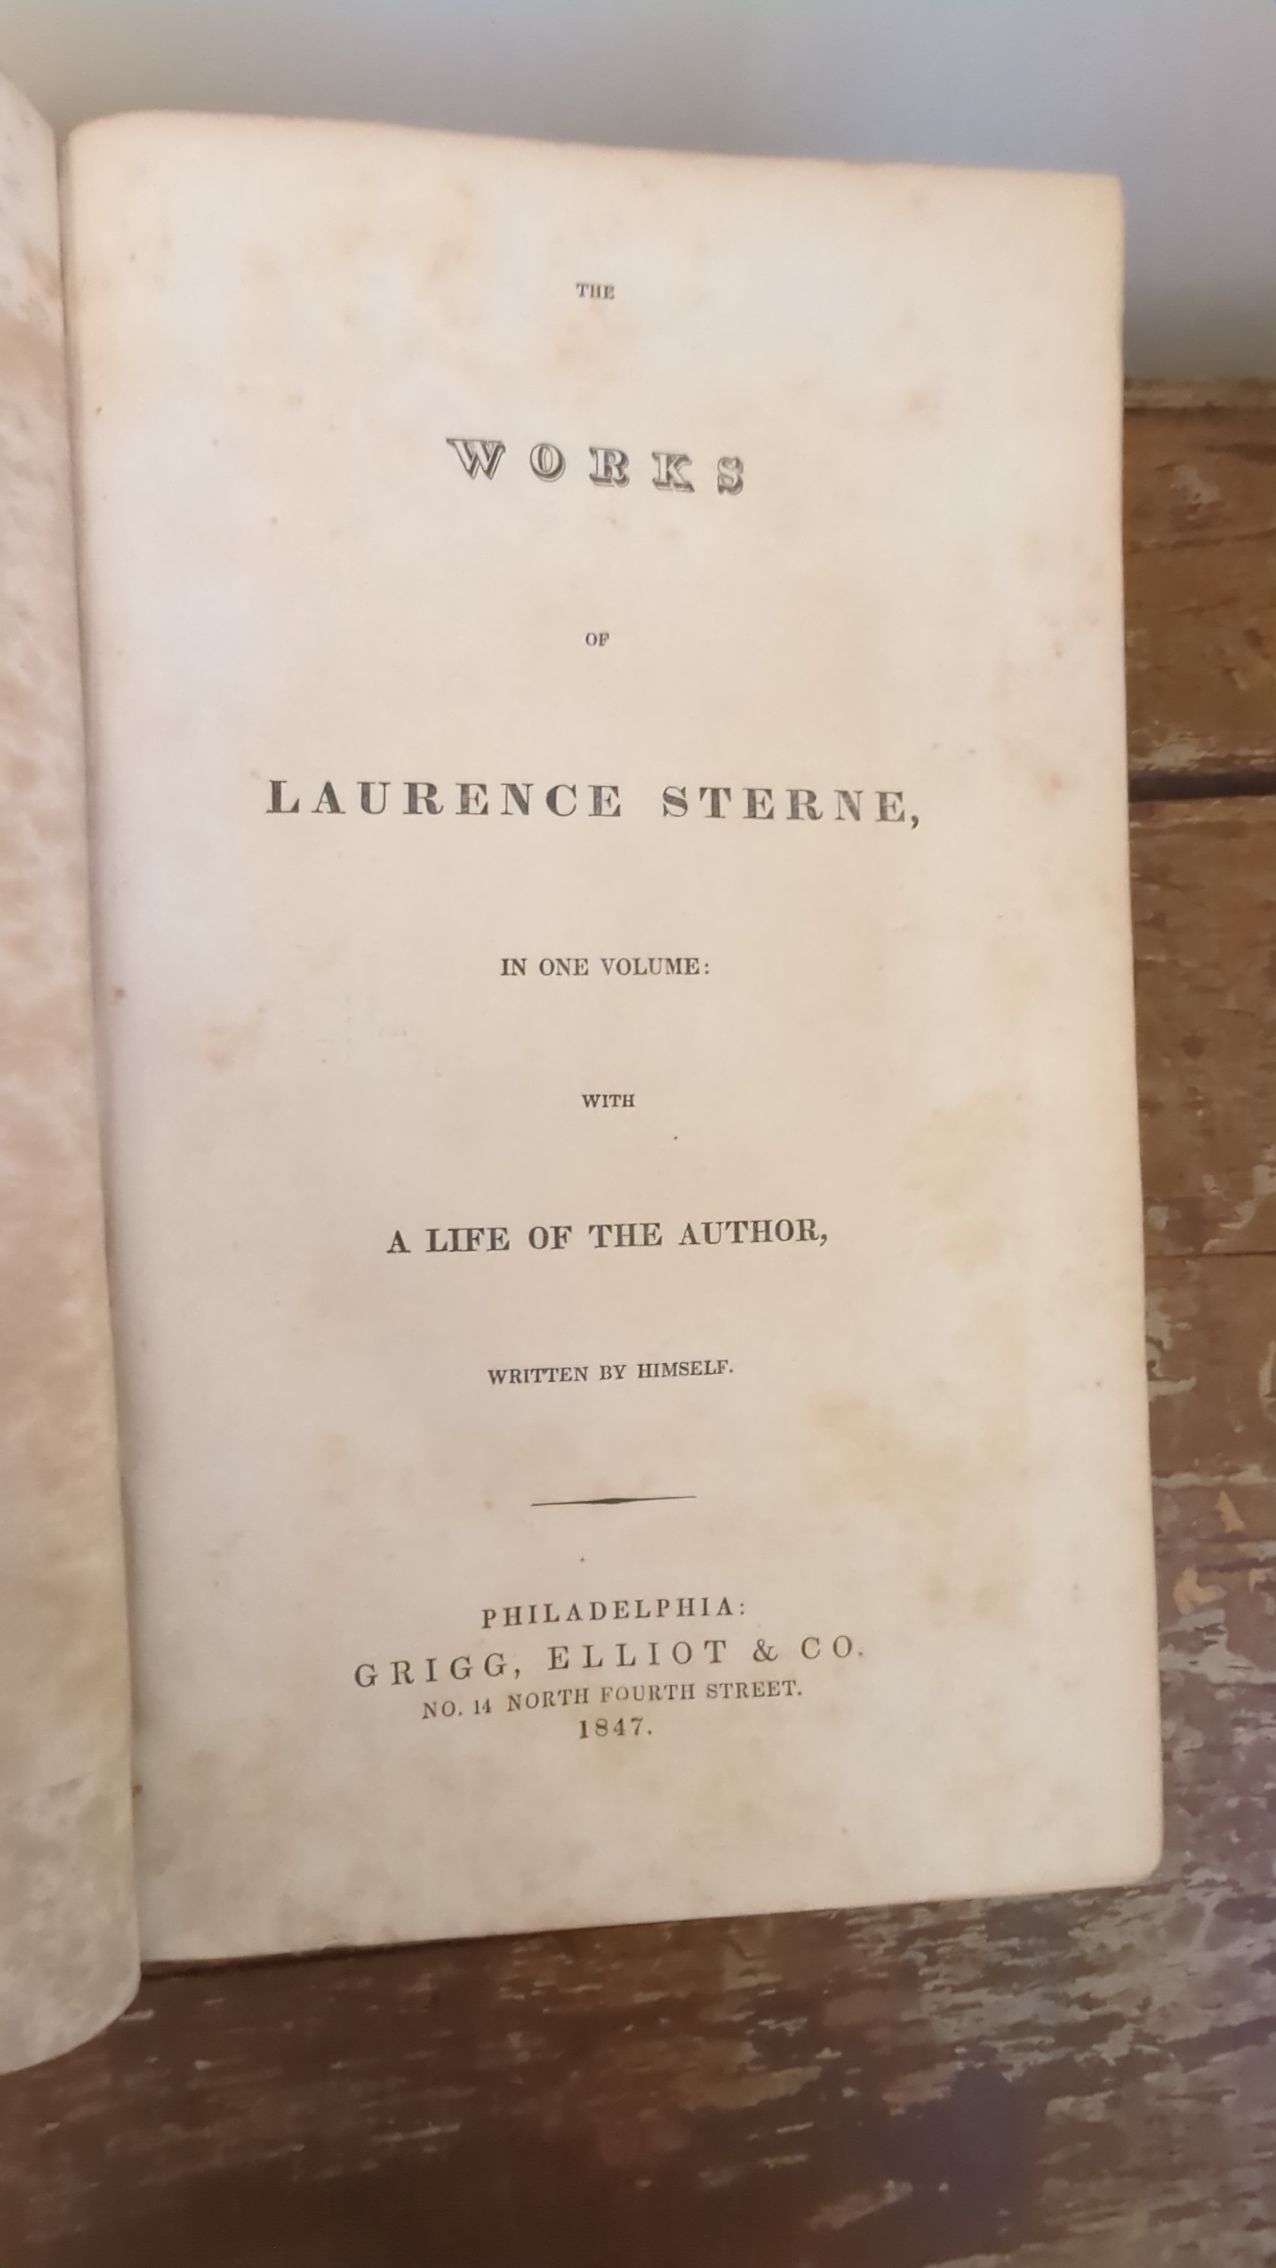 THE
WORKS
OF
LAURENCE STERNE,
IN ONE VOLUME:
WITH
A LIFE OF THE AUTHOR,
WRITTEN BY HIMSELF.
PHILADELPHIA:
GRIGG, ELLIOT & CO.
NO. 14 NORTH FOURTH STREET.
1847.